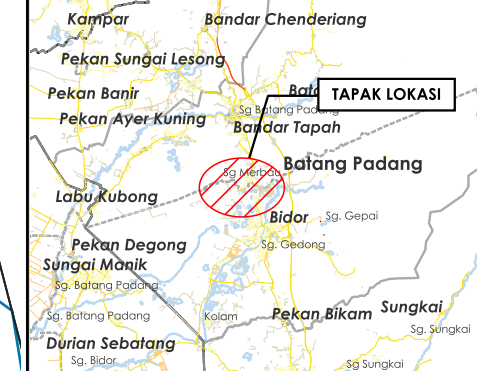 Kampar
Bandar Chenderiang
Pekan Sungai Lesong
Pekan Banir
TAPAK LOKASI
Sg Batang Padang
Pekan Ayer Kuning
Bandar Tapah
Batang Padang
Sg Merbau
Labu Kubong
Bidor
Sg. Gepai
Pekan Degong
Sg. Gedong
Sungai Manik
Sg. Batang Padang
Sg. Batang Padang
Kolam
Pekan Bikam
Sungkai
Sg. Sungkai
Durian Sebatang
Sg. Bidor
Sg Sungkai